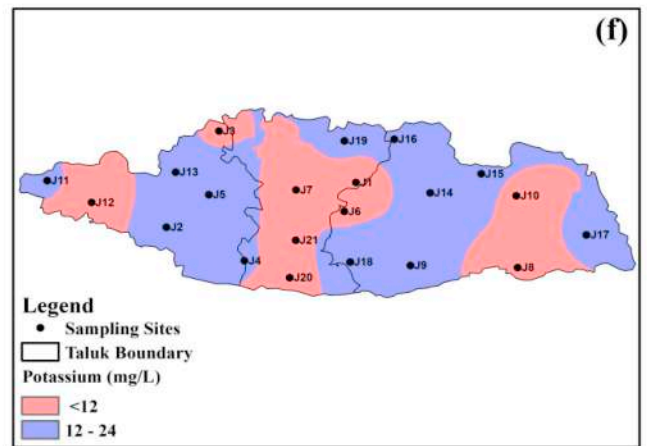 (f)
J3
J19
J16
J13
J15
J11
J1
J7
J5
J14
J10
J12
J6
J2
J21
J17
J4
J18
J9
J8
J20
Legend
Sampling Sites
Taluk Boundary
Potassium (mg/L)
<12
12 - 24